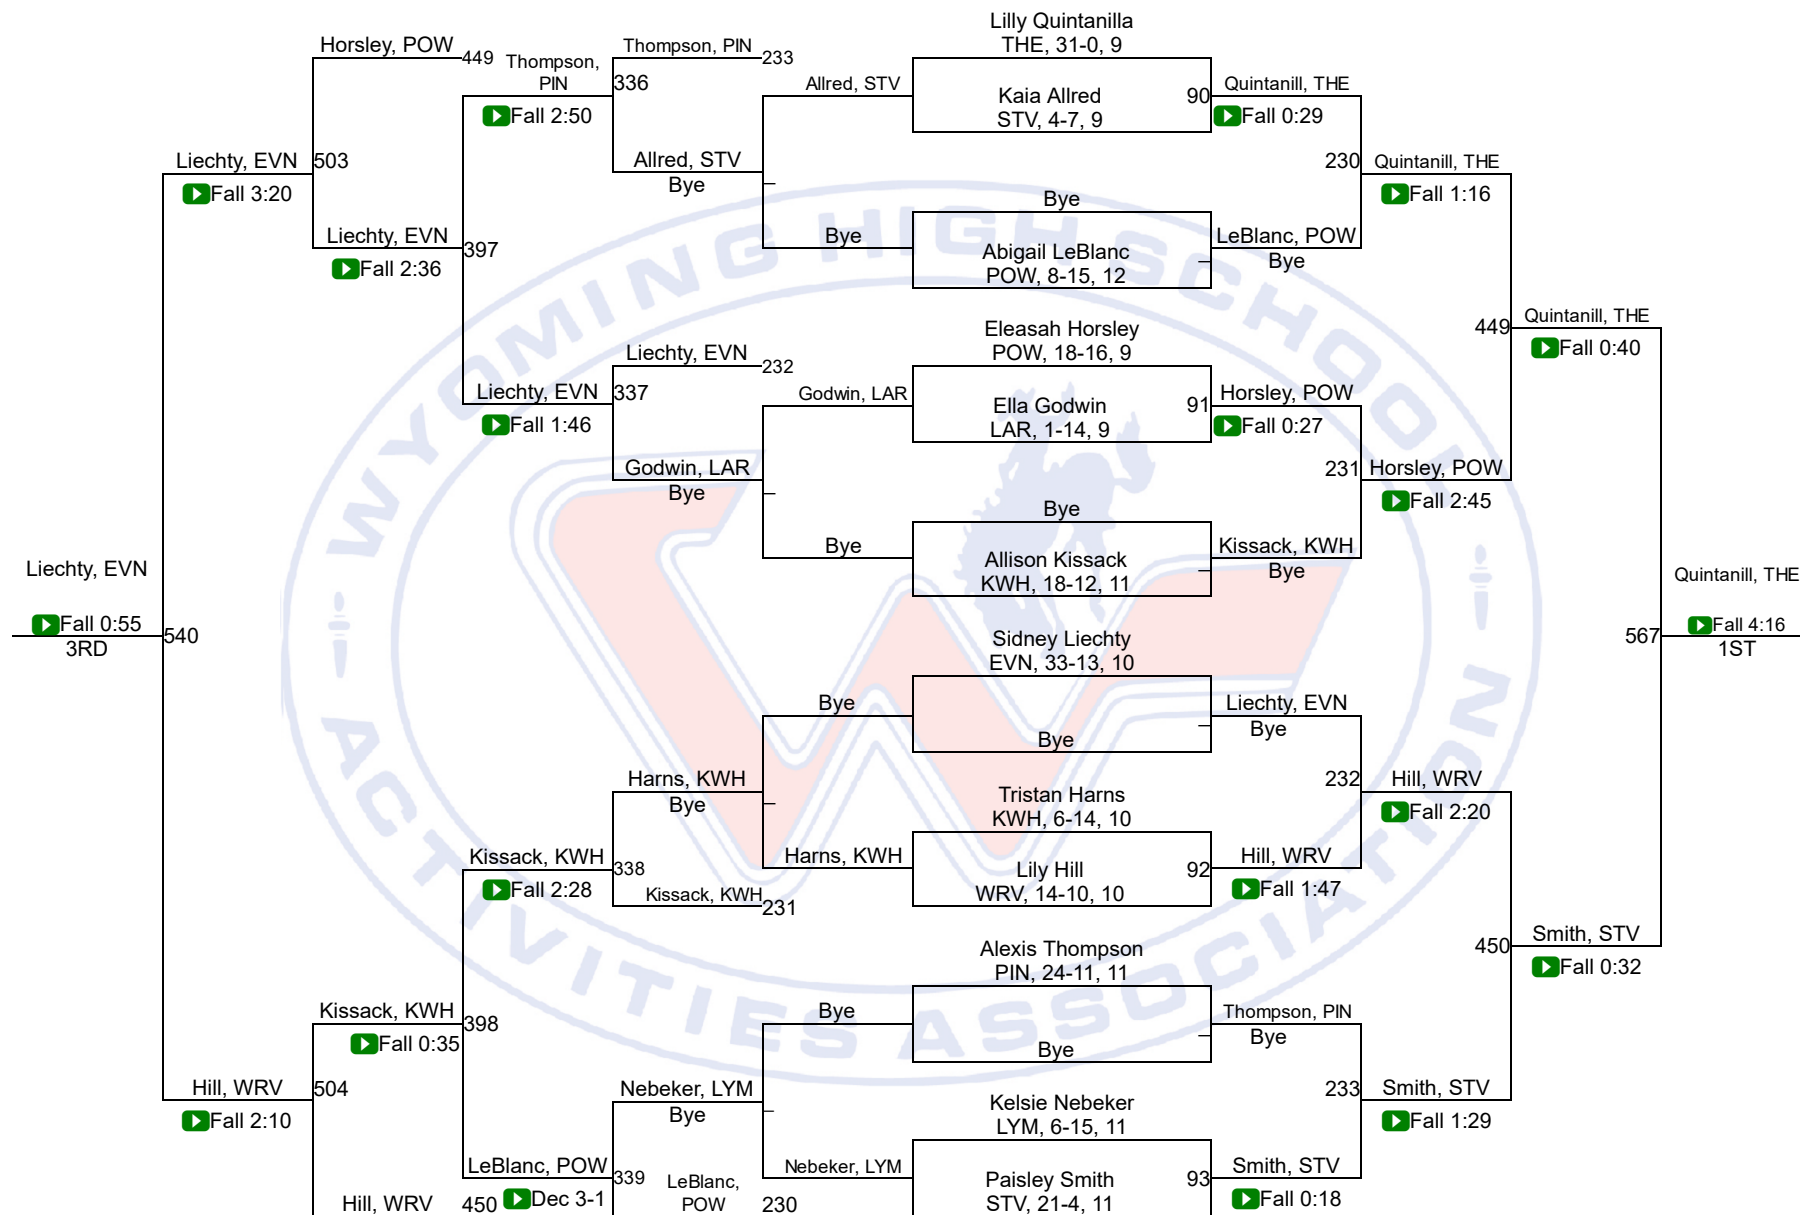 Lilly Quintanilla
THE, 31-0, 9
Horsley, POW
449
Thompson,
PIN
Thompson, PIN
233
336
Allred, STV
Kaia Allred
STV, 4-7, 9
90
Quintanill, THE
Fall 0:29
Fall 2:50
Liechty, EVN
503
Fall 3:20
Allred, STV
Bye
230
Quintanill, THE
Fall 1:16
Bye
Liechty, EVN
397
Fall 2:36
Bye
Abigail LeBlanc
POW, 8-15, 12
LeBlanc, POW
Bye
Eleasah Horsley
POW, 18-16, 9
449
Quintanill, THE
Fall 0:40
Liechty, EVN
232
Liechty, EVN
337
Fall 1:46
Godwin, LAR
Ella Godwin
LAR, 1-14, 9
91
Horsley, POW
Fall 0:27
Godwin, LAR
Bye
231
Horsley, POW
Fall 2:45
Bye
Bye
Allison Kissack
KWH, 18-12, 11
Kissack, KWH
Bye
Liechty, EVN
Fall 0:55
3RD
540
Quintanill, THE
567
Fall 4:16
1ST
Sidney Liechty
EVN, 33-13, 10
Bye
Bye
Liechty, EVN
Bye
Harns, KWH
Bye
232
Hill, WRV
Fall 2:20
Tristan Harns
KWH, 6-14, 10
Kissack, KWH
338
Fall 2:28
Harns, KWH
Lily Hill
WRV, 14-10, 10
92
Hill, WRV
Fall 1:47
Kissack, KWH
231
Alexis Thompson
PIN, 24-11, 11
450
Smith, STV
Fall 0:32
Kissack, KWH
398
Fall 0:35
Bye
Bye
Thompson, PIN
Bye
Hill, WRV
504
Fall 2:10
Nebeker, LYM
Bye
Kelsie Nebeker
LYM, 6-15, 11
233
Smith, STV
Fall 1:29
LeBlanc, POW
339
Dec 3-1
Nebeker, LYM
Paisley Smith
STV, 21-4, 11
93
Smith, STV
Fall 0:18
Hill, WRV
450
LeBlanc,
POW
230
WYOMING HIGH SCHOOL
ACTIVITIES ASSOCIATION